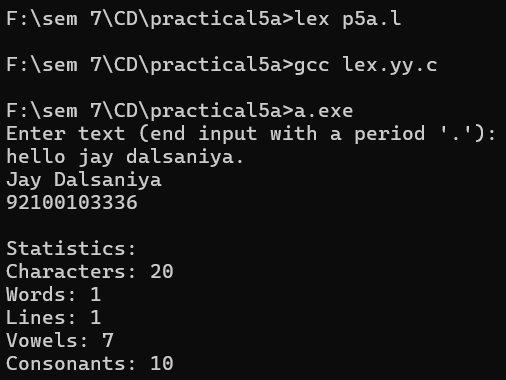 F:\sem 7\CD\practical5a>lex p5a.l
F:\sem 7\CD\practical5a>gcc lex.yy.c
F:\sem 7\CD\practical5a>a.exe
Enter text (end input with a period '.'):
hello jay dalsaniya.
Jay Dalsaniya
92100103336
Statistics:
Characters: 20
Words: 1
Lines: 1
Vowels: 7
Consonants: 10